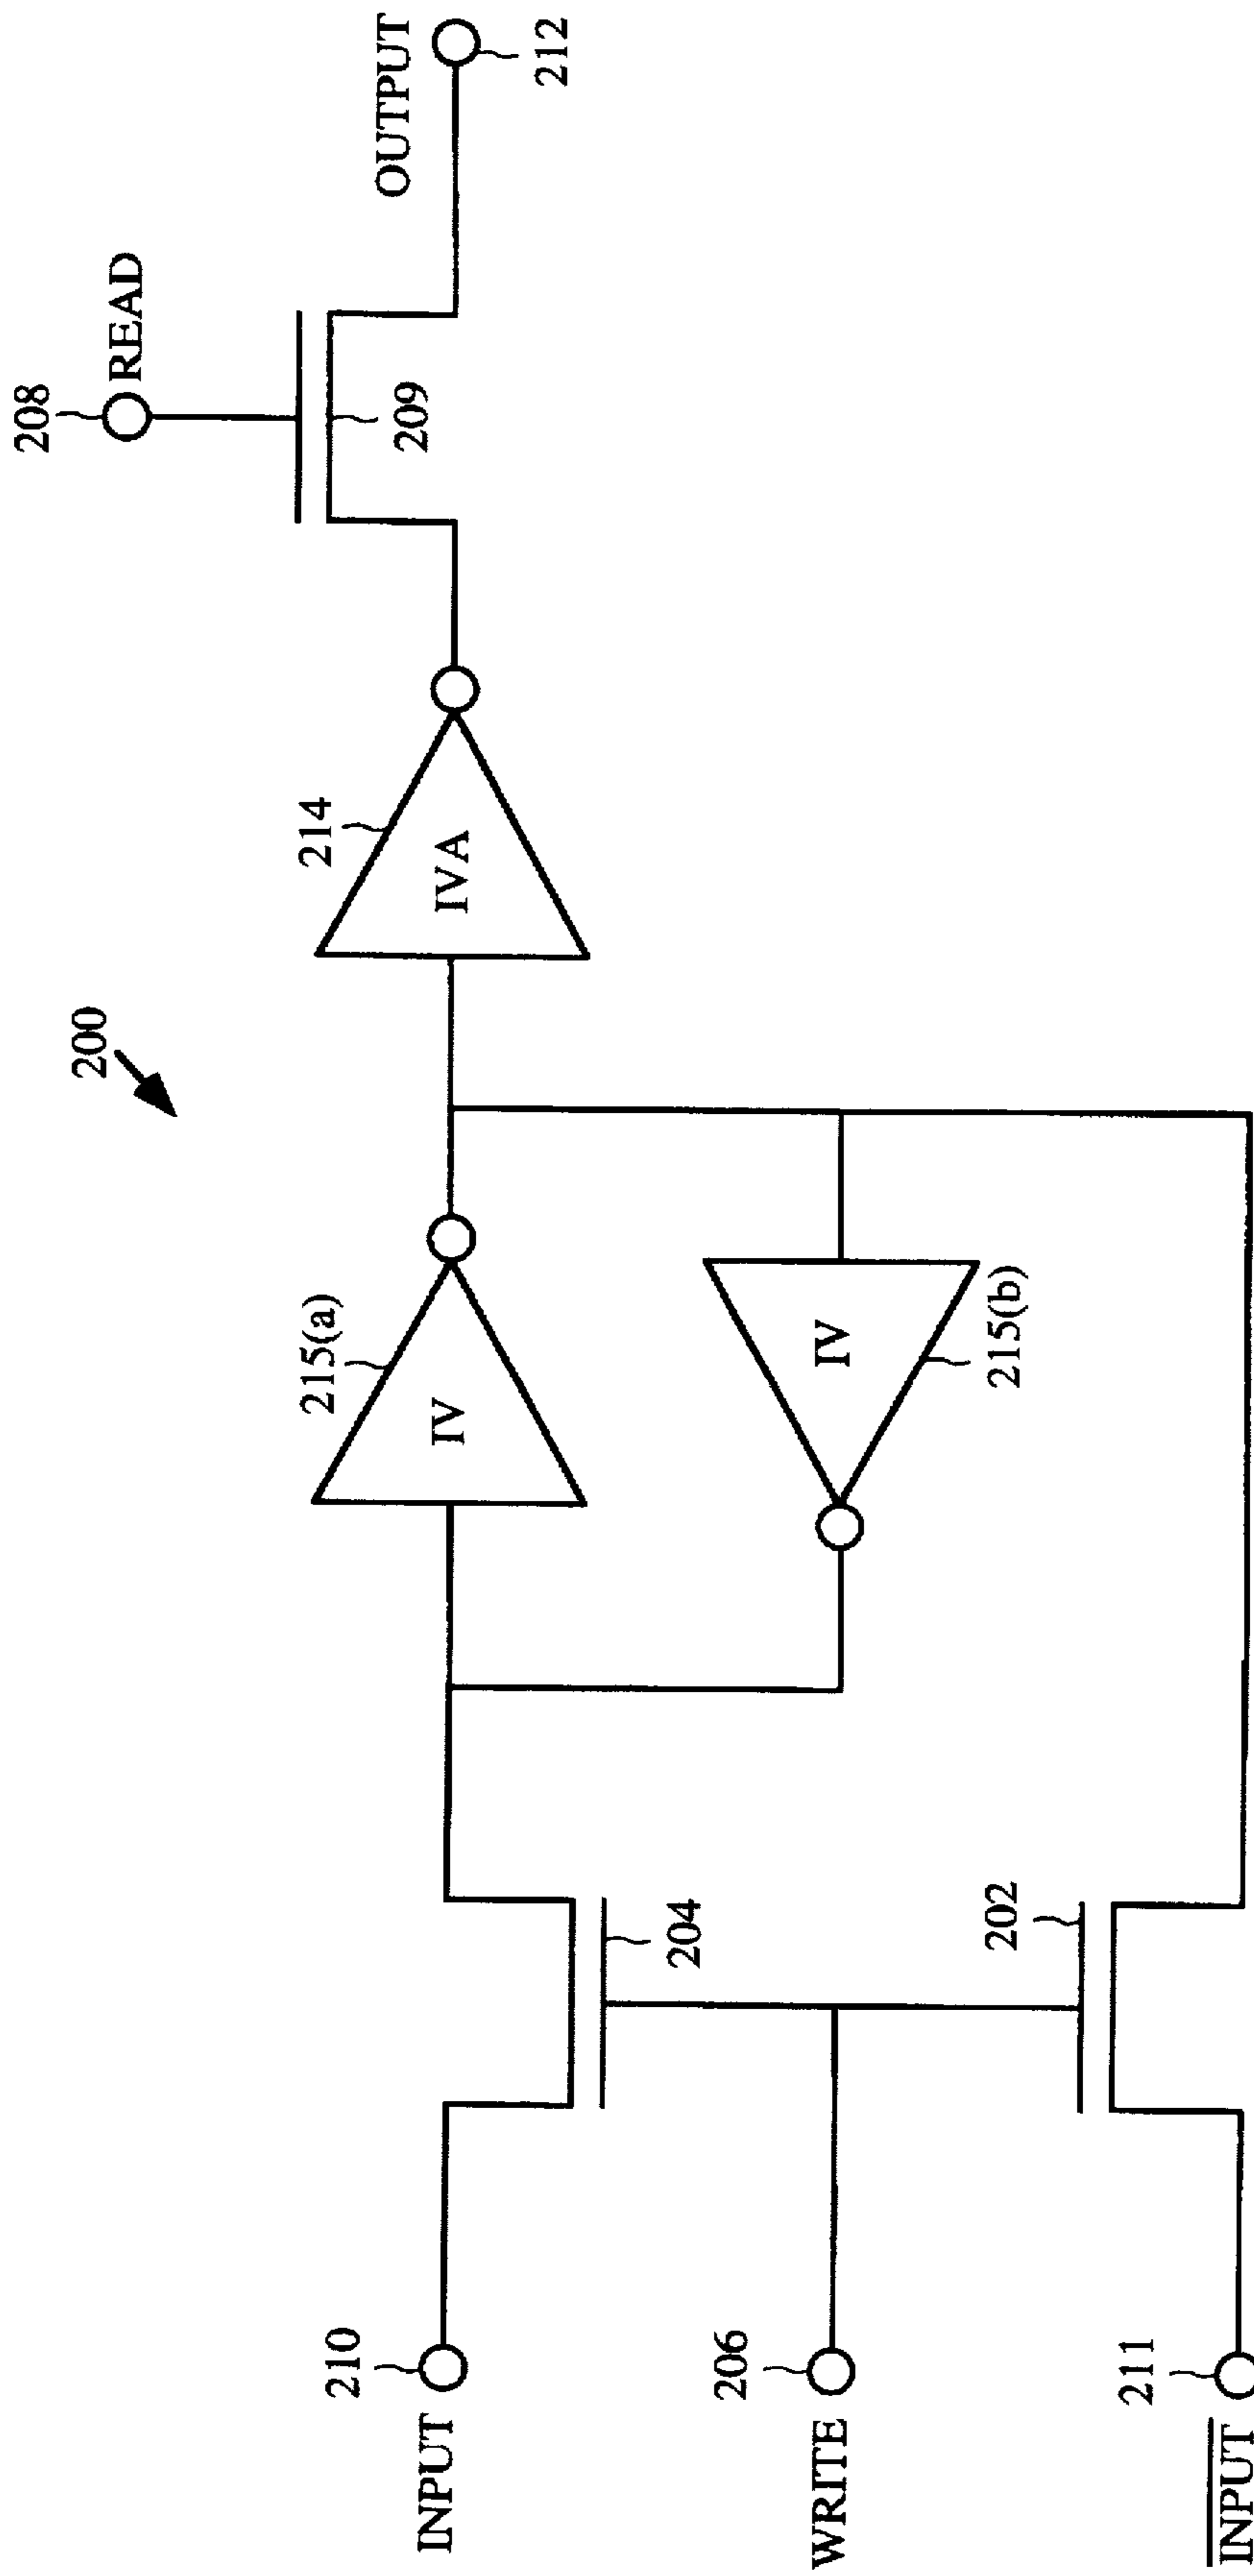 200
208
READ
OUTPUT
212
209
214
IVA
215(a)
IV
IV
215(b)
210
INPUT
204
206
WRITE
202
211
INPUT